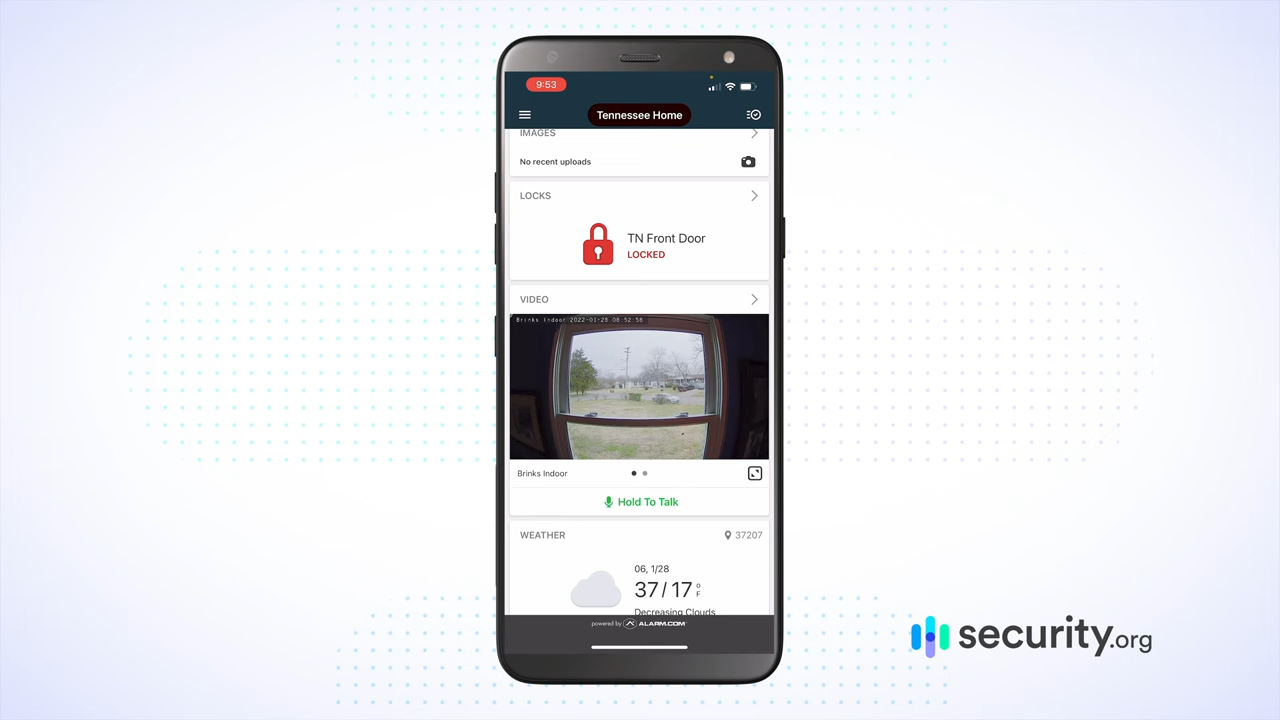 9:53
Tennessee Home
IMAGES
No recent uploads
LOCKS
TN Front Door
LOCKED
VIDEO
Brinks Indoor 2022-01-28 08:52:58
Brinks Indoor
Hold To Talk
WEATHER
37207
06, 1/28
37/17 °F
Decreasing Clouds
powered by ALARM.COM
security.org